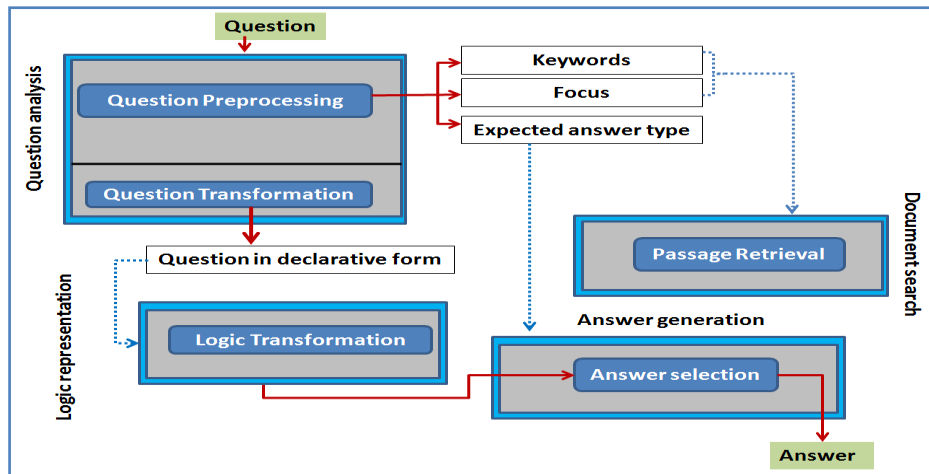 Question
Question analysis
Question Preprocessing
Keywords
Focus
Expected answer type
Question Transformation
Question in declarative form
Document search
Passage Retrieval
Logic representation
Logic Transformation
Answer generation
Answer selection
Answer